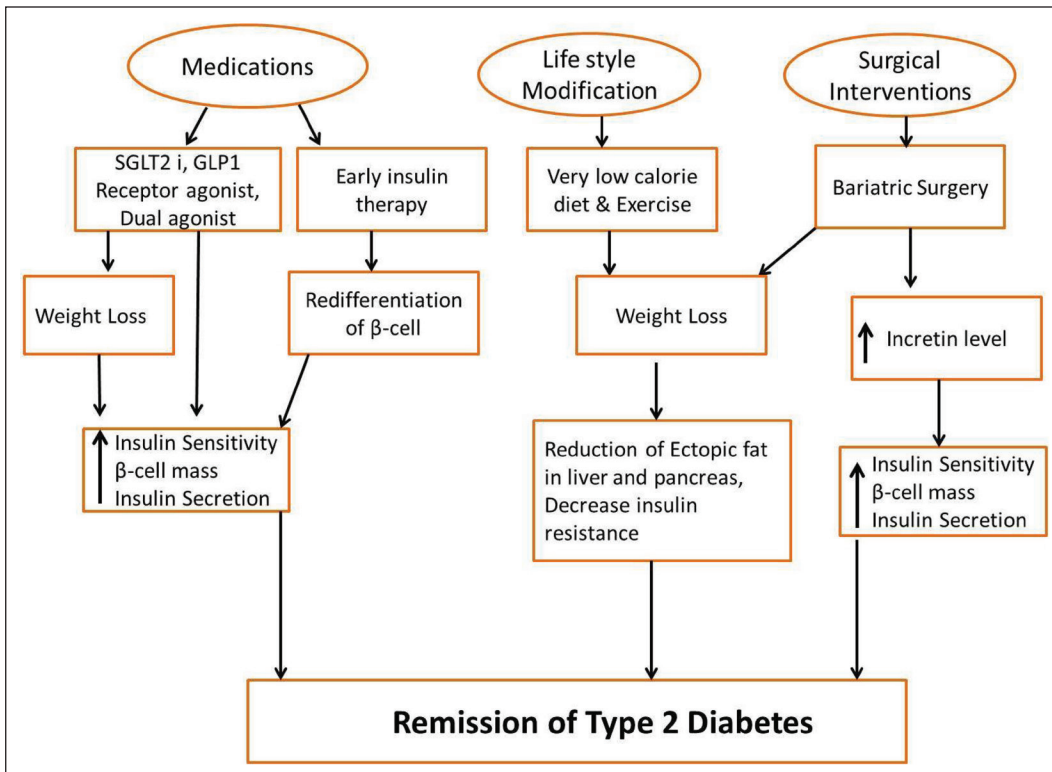 Medications
Life style
Modification
Surgical
Interventions
SGLT2 i, GLP1
Receptor agonist,
Dual agonist
Early insulin
therapy
Very low calorie
diet & Exercise
Bariatric Surgery
Weight Loss
Redifferentiation
of β-cell
Weight Loss
Incretin level
Insulin Sensitivity
β-cell mass
Insulin Secretion
Reduction of Ectopic fat
in liver and pancreas,
Decrease insulin
resistance
Insulin Sensitivity
β-cell mass
Insulin Secretion
Remission of Type 2 Diabetes